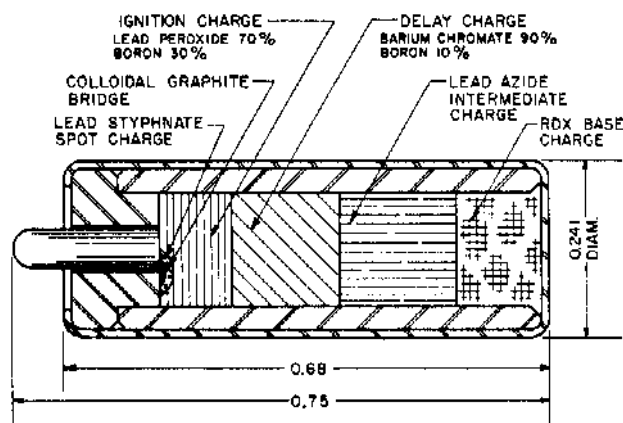 IGNITION CHARGE
LEAD PEROXIDE 70%
BORON 30%
COLLOIDAL GRAPHITE
BRIDGE
LEAD STYPHNATE
SPOT CHARGE
DELAY CHARGE
BARIUM CHROMATE 90%
BORON 10%
LEAD AZIDE
INTERMEDIATE
CHARGE
RDX BASE
CHARGE
0.241
DIAM.
0.68
0.75